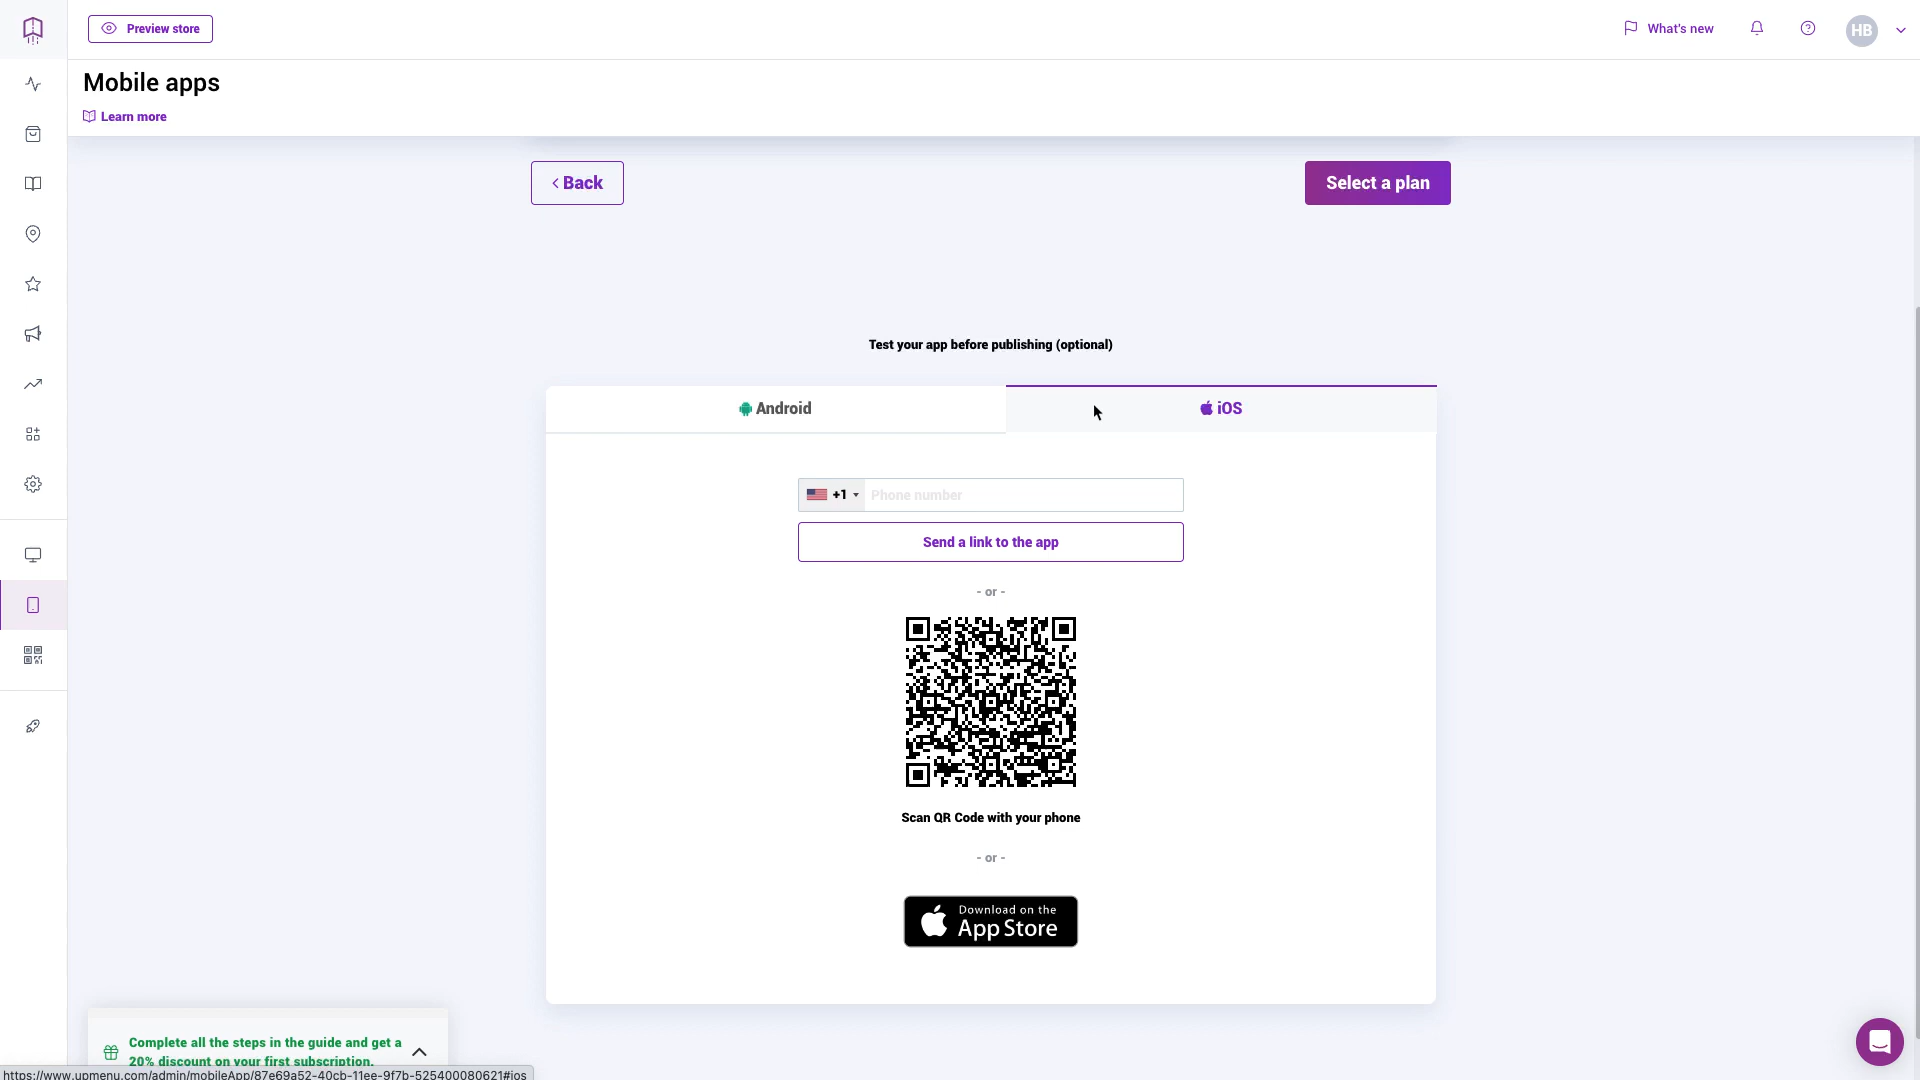 Preview store
What's new
HB
Mobile apps
Learn more
Back
Select a plan
Test your app before publishing (optional)
Android
iOS
+1
Phone number
Send a link to the app
- or -
Scan QR Code with your phone
- or -
Download on the
App Store
Complete all the steps in the guide and get a
20% discount on your first subscription.
https://www.upmenu.com/admin/mobileApp/87e69a52-40cb-11ee-9f7b-525400080621#ios